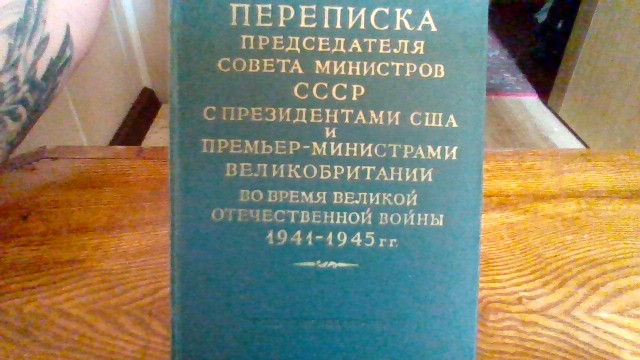 ПЕРЕПИСКА
ПРЕДСЕДАТЕЛЯ
СОВЕТА МИНИСТРОВ
СССР
С ПРЕЗИДЕНТАМИ США
И
ПРЕМЬЕР-МИНИСТРАМИ
ВЕЛИКОБРИТАНИИ
ВО ВРЕМЯ ВЕЛИКОЙ
ОТЕЧЕСТВЕННОЙ ВОЙНЫ
1941-1945 гг.